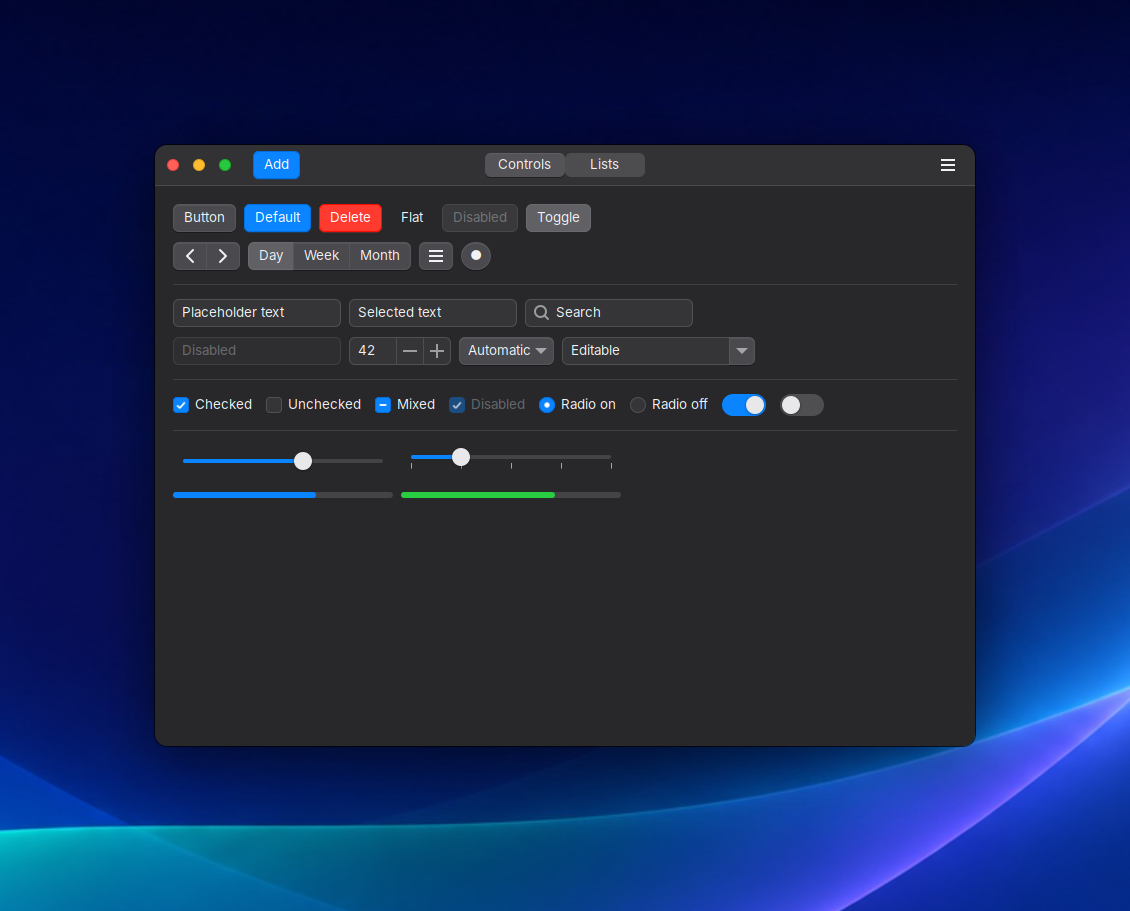 Add Controls Lists
Button Default Delete Flat Disabled Toggle
Day Week Month
Placeholder text Selected text Search
Disabled 42 Automatic Editable
Checked Unchecked Mixed Disabled Radio on Radio off